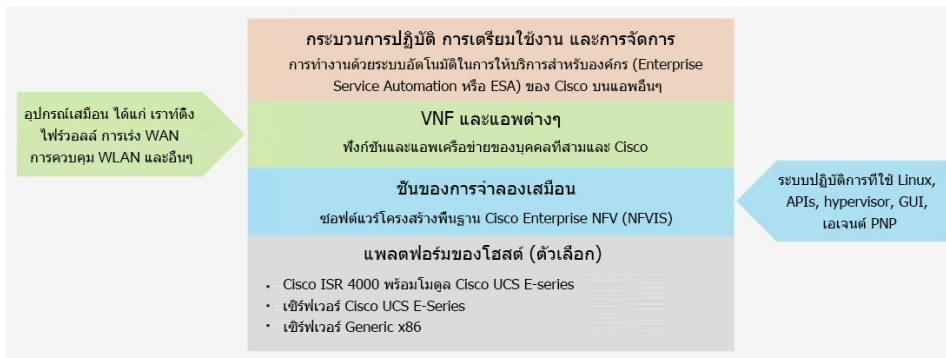 กระบวนการปฏิบัติ การเตรียมใช้งาน และการจัดการ
การทำงานด้วยระบบอัตโนมัติในการให้บริการสำหรับองค์กร (Enterprise
Service Automation หรือ ESA) ของ Cisco บนแอพอื่นๆ
อุปกรณ์เสมือน ได้แก่ เราท์ติ้ง
ไฟร์วอลล์ การเร่ง WAN
การควบคุม WLAN และอื่นๆ
VNF และแอพต่างๆ
ฟังก์ชันและแอพเครือข่ายของบุคคลที่สามและ Cisco
ชั้นของการจำลองเสมือน
ซอฟต์แวร์โครงสร้างพื้นฐาน Cisco Enterprise NFV (NFVIS)
ระบบปฏิบัติการที่ใช้ Linux,
APIs, hypervisor, GUI,
เอเจนต์ PNP
แพลตฟอร์มของโฮสต์ (ตัวเลือก)
• Cisco ISR 4000 พร้อมโมดูล Cisco UCS E-series
• เซิร์ฟเวอร์ Cisco UCS E-Series
• เซิร์ฟเวอร์ Generic x86